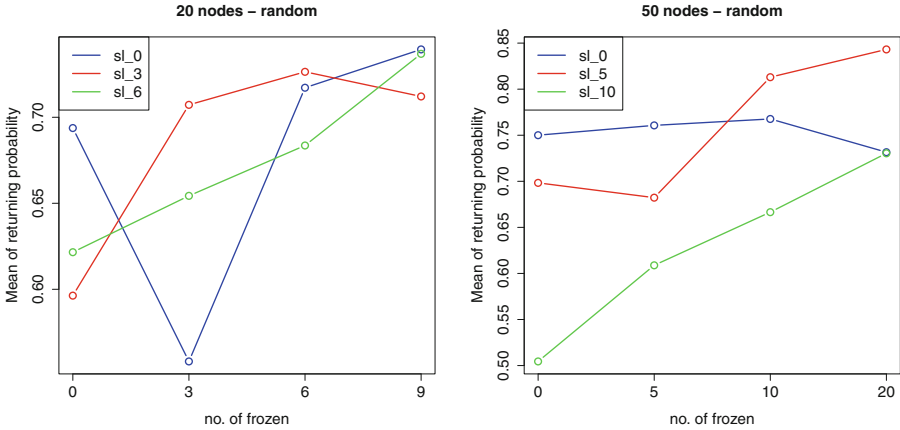 20 nodes − random
sl_0
sl_3
sl_6
Mean of returning probability
0.70
0.65
0.60
0 3 6 9
no. of frozen
50 nodes − random
sl_0
sl_5
sl_10
Mean of returning probability
0.85
0.80
0.75
0.70
0.65
0.60
0.55
0.50
0 5 10 20
no. of frozen